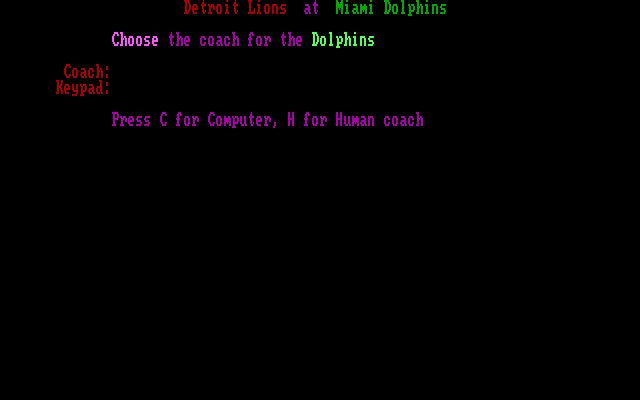 Detroit Lions at Miami Dolphins
Choose the coach for the Dolphins
Coach:
Keypad:
Press C for Computer, H for Human coach